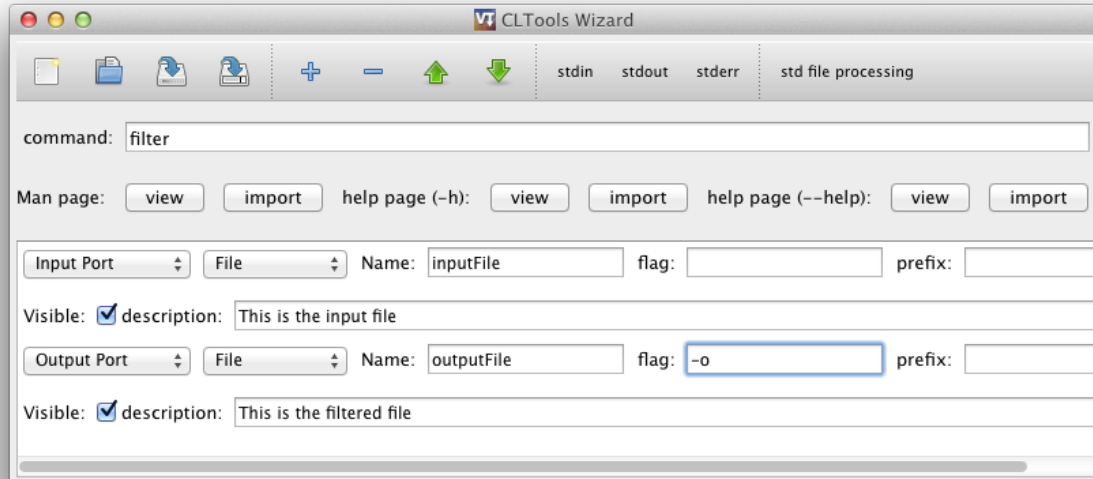 VT CLTools Wizard
stdin stdout stderr std file processing
command: filter
Man page: view import help page (-h): view import help page (--help): view import
Input Port File Name: inputFile flag: prefix:
Visible: description: This is the input file
Output Port File Name: outputFile flag: -o prefix:
Visible: description: This is the filtered file